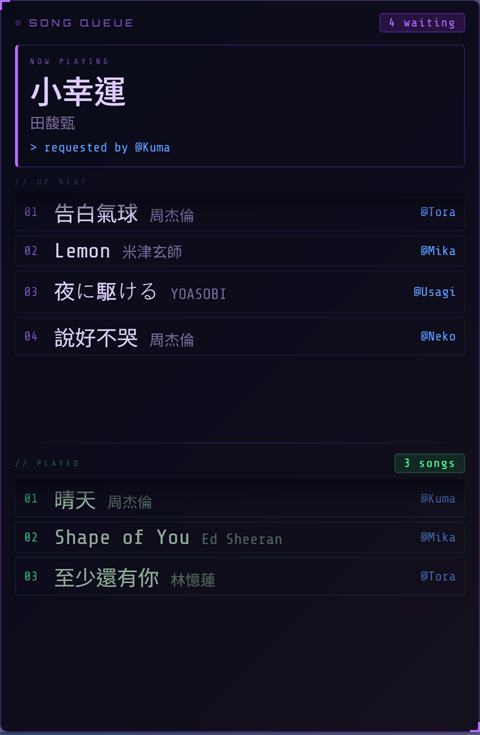 SONG QUEUE
4 waiting
NOW PLAYING
小幸運
田馥甄
> requested by @Kuma
// UP NEXT
01 告白氣球 周杰倫 @Tora
02 Lemon 米津玄師 @Mika
03 夜に駆ける YOASOBI @Usagi
04 說好不哭 周杰倫 @Neko
// PLAYED
3 songs
01 晴天 周杰倫 @Kuma
02 Shape of You Ed Sheeran @Mika
03 至少還有你 林憶蓮 @Tora